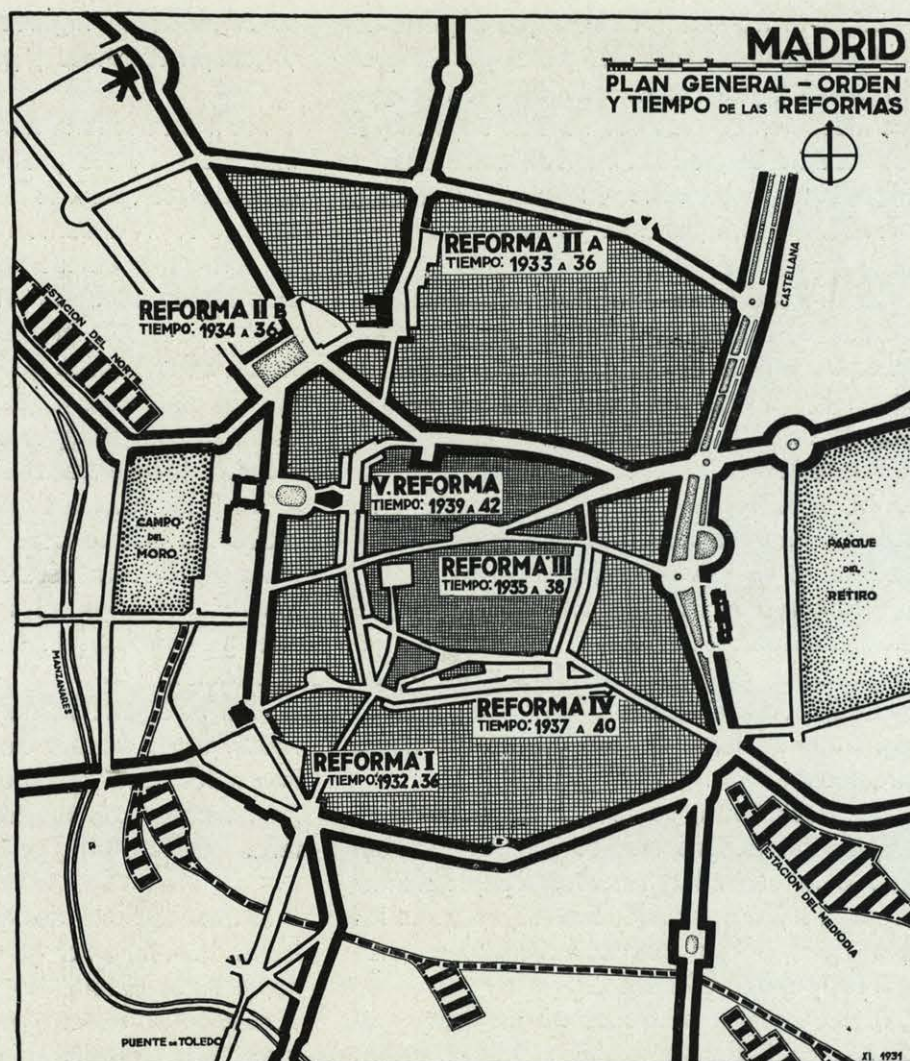 MADRID
PLAN GENERAL – ORDEN
Y TIEMPO DE LAS REFORMAS
REFORMA II A
TIEMPO: 1933 A 36
CASTELLANA
REFORMA II B
TIEMPO: 1934 A 36
ESTACION DEL NORTE
V. REFORMA
TIEMPO: 1939 A 42
CAMPO
DEL
MORO
PARQUE
DEL
RETIRO
REFORMA III
TIEMPO: 1935 A 38
MANZANARES
REFORMA IV
TIEMPO: 1937 A 40
REFORMA I
TIEMPO: 1932 A 36
ESTACION DEL MEDIODIA
PUENTE DE TOLEDO
XI 1931